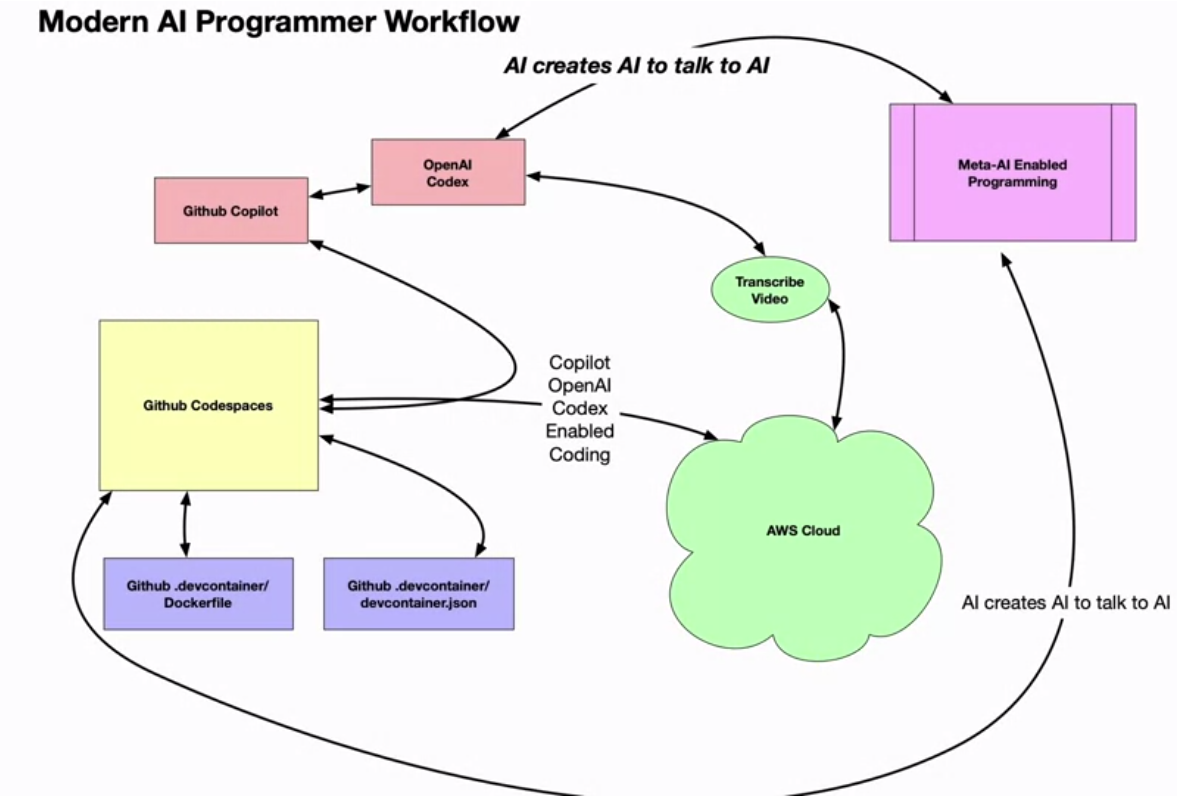 Modern AI Programmer Workflow
AI creates AI to talk to AI
OpenAI
Codex
Meta-AI Enabled
Programming
Github Copilot
Transcribe
Video
Copilot
OpenAI
Codex
Enabled
Coding
Github Codespaces
AWS Cloud
Github .devcontainer/
Dockerfile
Github .devcontainer/
devcontainer.json
AI creates AI to talk to AI